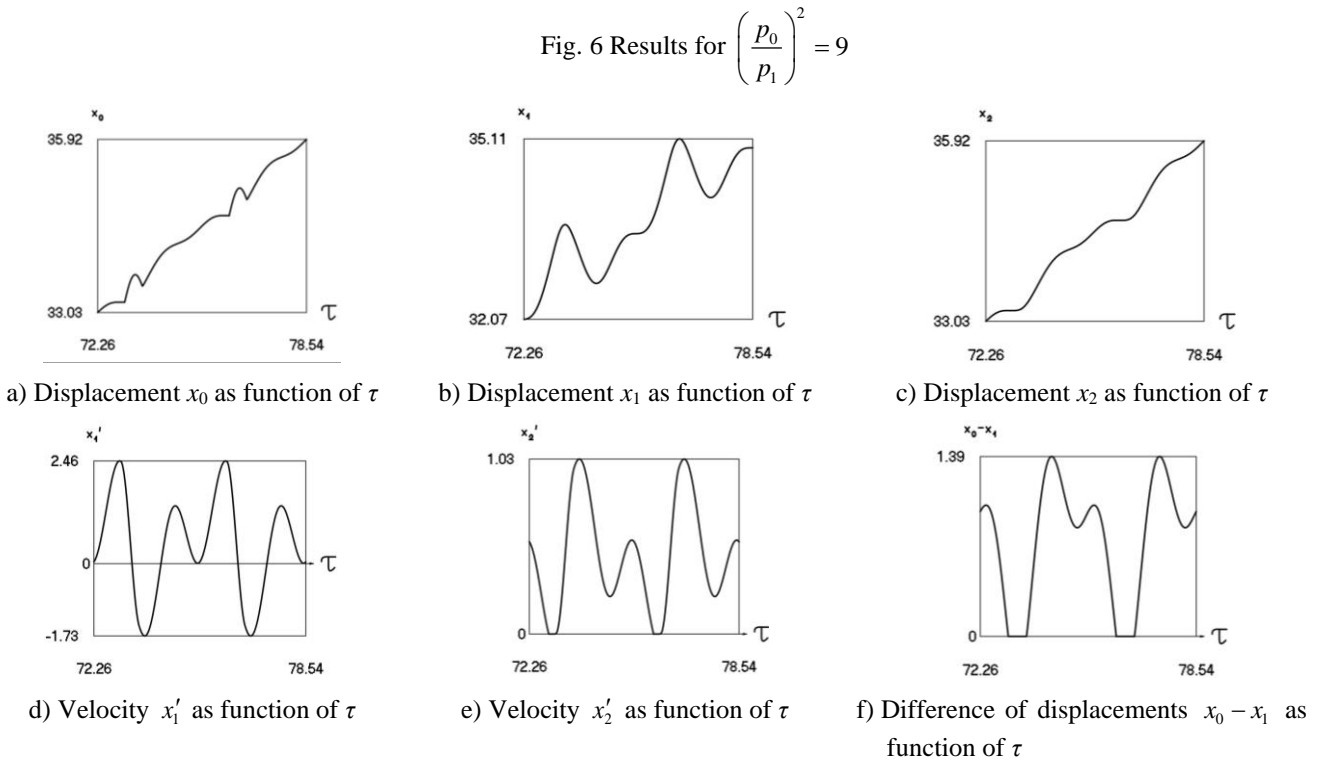 Fig. 6 Results for (p₀/p₁)² = 9
x₀
35.92
33.03
τ
72.26 78.54
x₁
35.11
32.07
τ
72.26 78.54
x₂
35.92
33.03
τ
72.26 78.54
a) Displacement x₀ as function of τ
b) Displacement x₁ as function of τ
c) Displacement x₂ as function of τ
x₁'
2.46
0
-1.73
τ
72.26 78.54
x₂'
1.03
0
τ
72.26 78.54
x₀-x₁
1.39
0
τ
72.26 78.54
d) Velocity x₁′ as function of τ
e) Velocity x₂′ as function of τ
f) Difference of displacements x₀ − x₁ as
function of τ